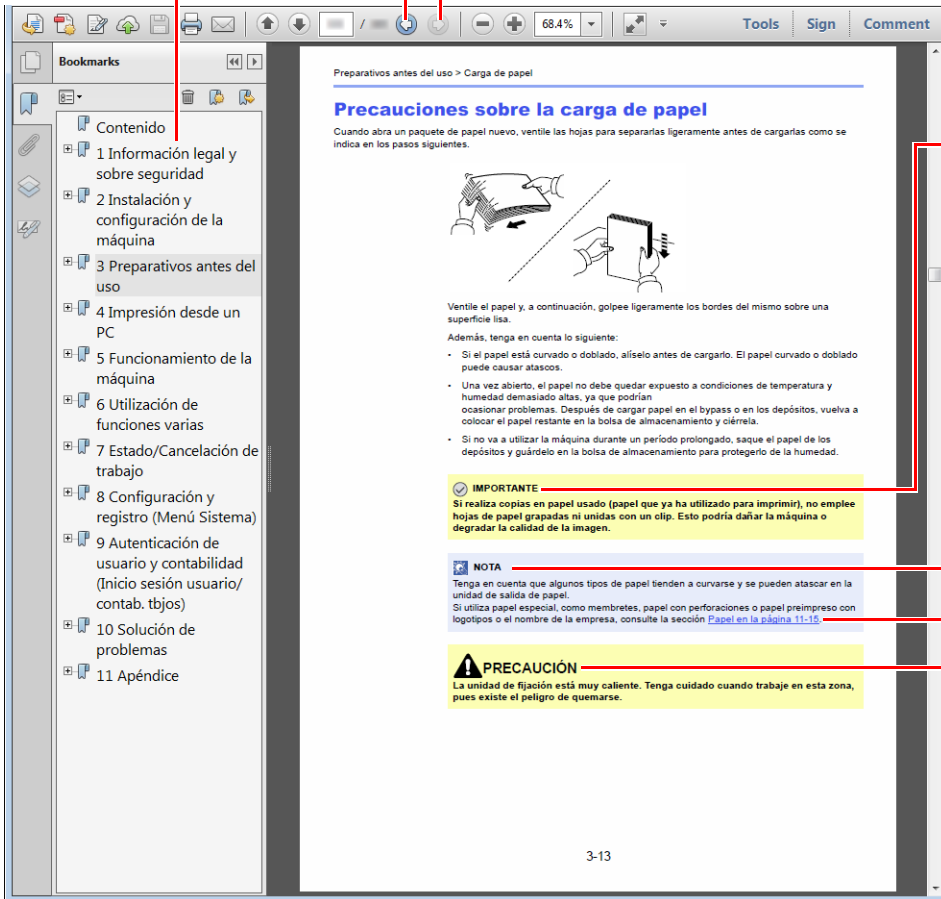 /
68.4%
Tools
Sign
Comment
Bookmarks
Contenido
1 Información legal y
sobre seguridad
2 Instalación y
configuración de la
máquina
3 Preparativos antes del
uso
4 Impresión desde un
PC
5 Funcionamiento de la
máquina
6 Utilización de
funciones varias
7 Estado/Cancelación de
trabajo
8 Configuración y
registro (Menú Sistema)
9 Autenticación de
usuario y contabilidad
(Inicio sesión usuario/
contab. tbjos)
10 Solución de
problemas
11 Apéndice
Preparativos antes del uso > Carga de papel
Precauciones sobre la carga de papel
Cuando abra un paquete de papel nuevo, ventile las hojas para separarlas ligeramente antes de cargarlas como se
indica en los pasos siguientes.
Ventile el papel y, a continuación, golpee ligeramente los bordes del mismo sobre una
superficie lisa.
Además, tenga en cuenta lo siguiente:
• Si el papel está curvado o doblado, alíselo antes de cargarlo. El papel curvado o doblado
puede causar atascos.
• Una vez abierto, el papel no debe quedar expuesto a condiciones de temperatura y
humedad demasiado altas, ya que podrían
ocasionar problemas. Después de cargar papel en el bypass o en los depósitos, vuelva a
colocar el papel restante en la bolsa de almacenamiento y ciérrela.
• Si no va a utilizar la máquina durante un período prolongado, saque el papel de los
depósitos y guárdelo en la bolsa de almacenamiento para protegerlo de la humedad.
IMPORTANTE
Si realiza copias en papel usado (papel que ya ha utilizado para imprimir), no emplee
hojas de papel grapadas ni unidas con un clip. Esto podría dañar la máquina o
degradar la calidad de la imagen.
NOTA
Tenga en cuenta que algunos tipos de papel tienden a curvarse y se pueden atascar en la
unidad de salida de papel.
Si utiliza papel especial, como membretes, papel con perforaciones o papel preimpreso con
logotipos o el nombre de la empresa, consulte la sección Papel en la página 11-15.
PRECAUCIÓN
La unidad de fijación está muy caliente. Tenga cuidado cuando trabaje en esta zona,
pues existe el peligro de quemarse.
3-13